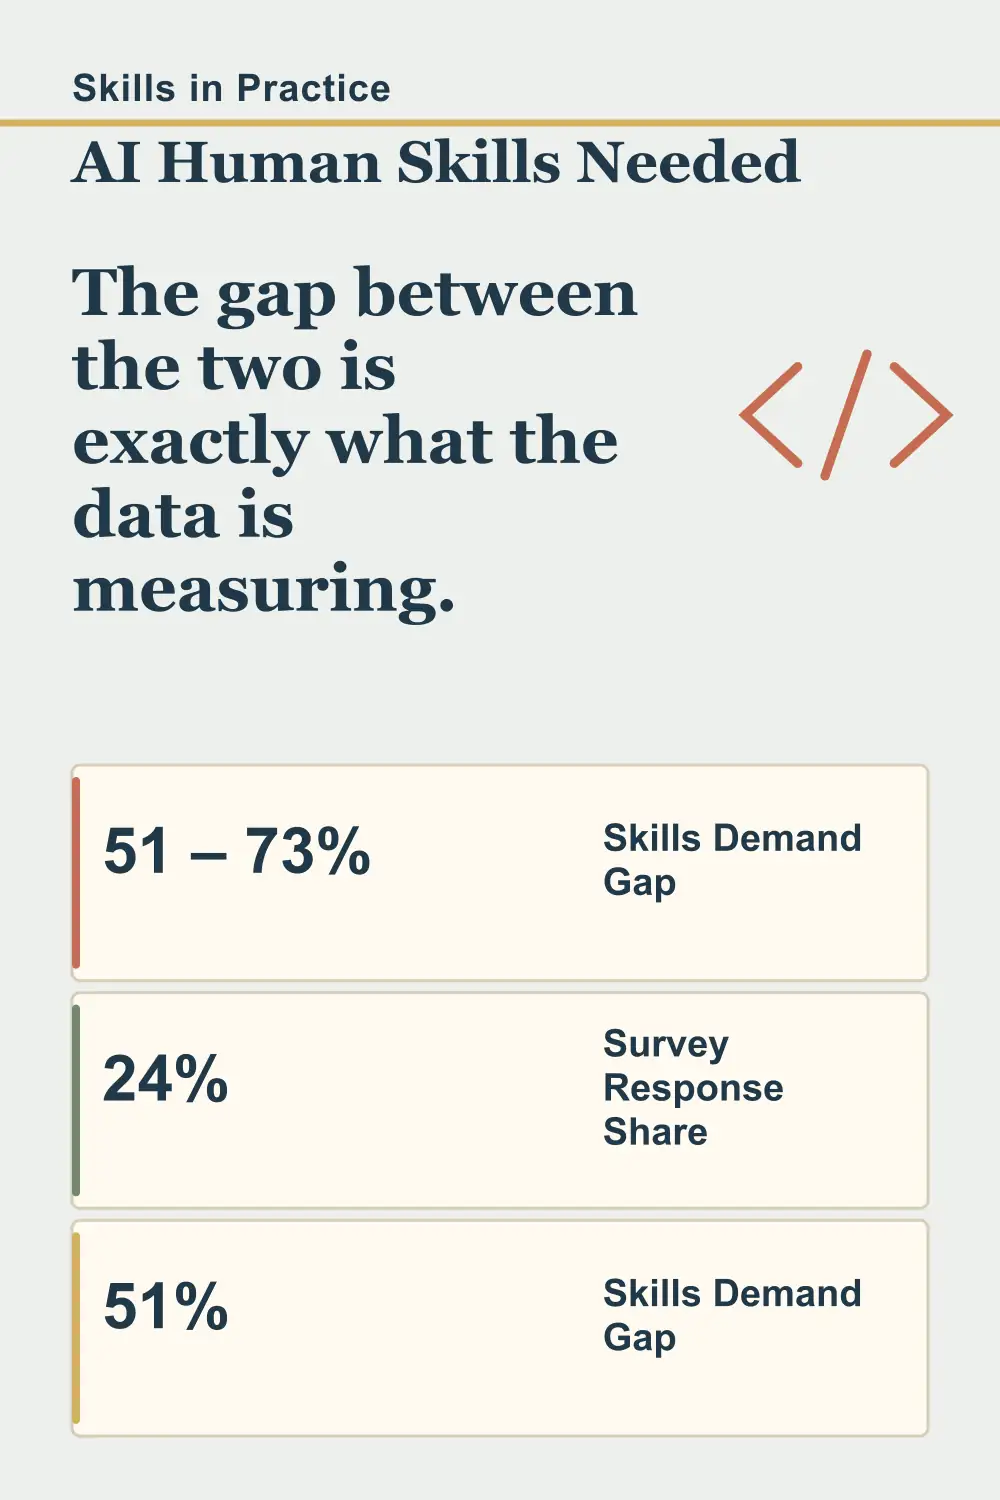 Skills in Practice
AI Human Skills Needed
The gap between
the two is
exactly what the
data is
measuring.
</>
51 – 73%
Skills Demand
Gap
24%
Survey
Response
Share
51%
Skills Demand
Gap